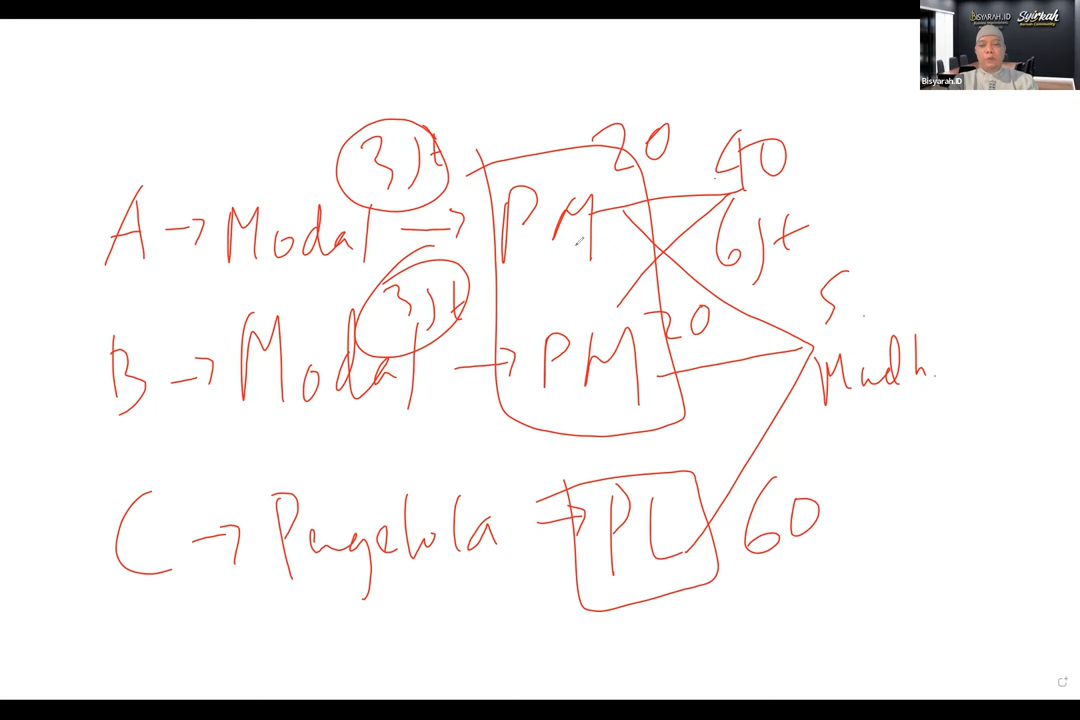 BISYARAH.ID
Syirkah
Bisyarah.ID
3jt 20 40
A → Modal → PM 6jt
3jt 20 S.
B → Modal → PM Mudh.
C → Pengelola → PL 60